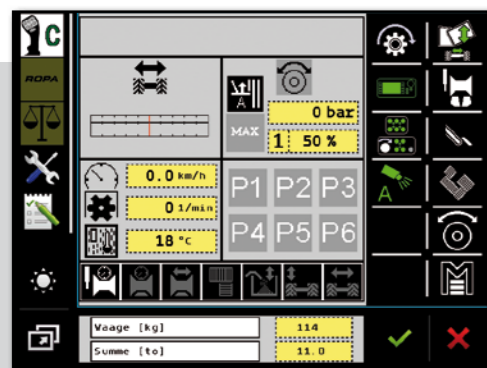 C
ROPA
A
MAX
0 bar
1 50 %
0.0 km/h
0 1/min
18 °C
P1 P2 P3
P4 P5 P6
A
M
Waage [kg] 114
Summe [to] 11.0